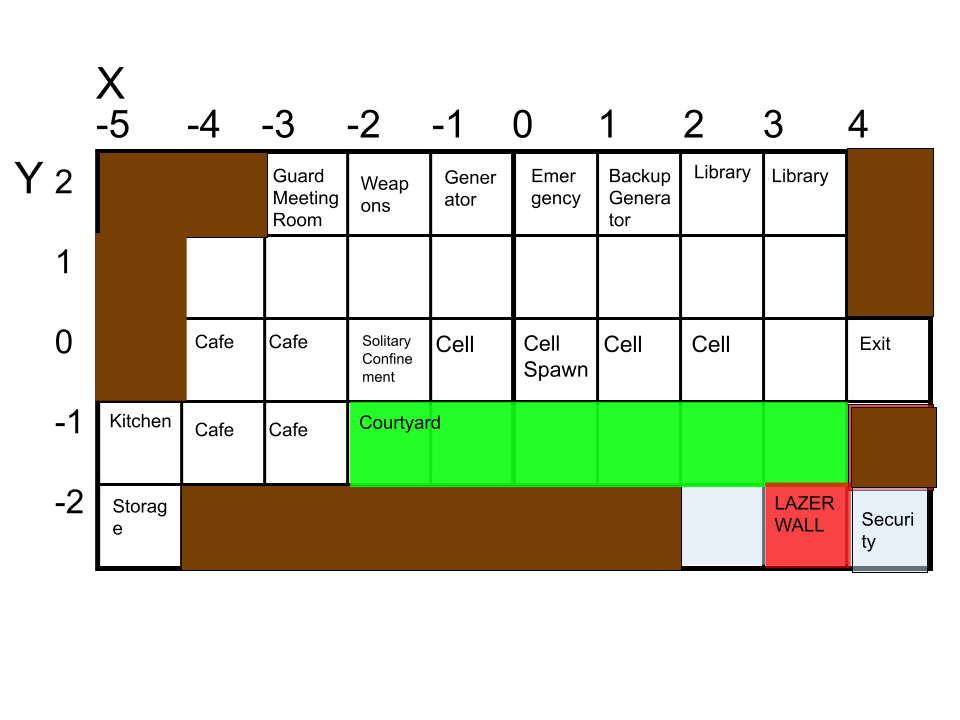 X
-5 -4 -3 -2 -1 0 1 2 3 4
Y 2
Guard
Meeting
Room
Weap
ons
Gener
ator
Emer
gency
Backup
Genera
tor
Library
Library
1
0
Cafe
Cafe
Solitary
Confine
ment
Cell
Cell
Spawn
Cell
Cell
Exit
-1
Kitchen
Cafe
Cafe
Courtyard
-2
Storag
e
LAZER
WALL
Securi
ty